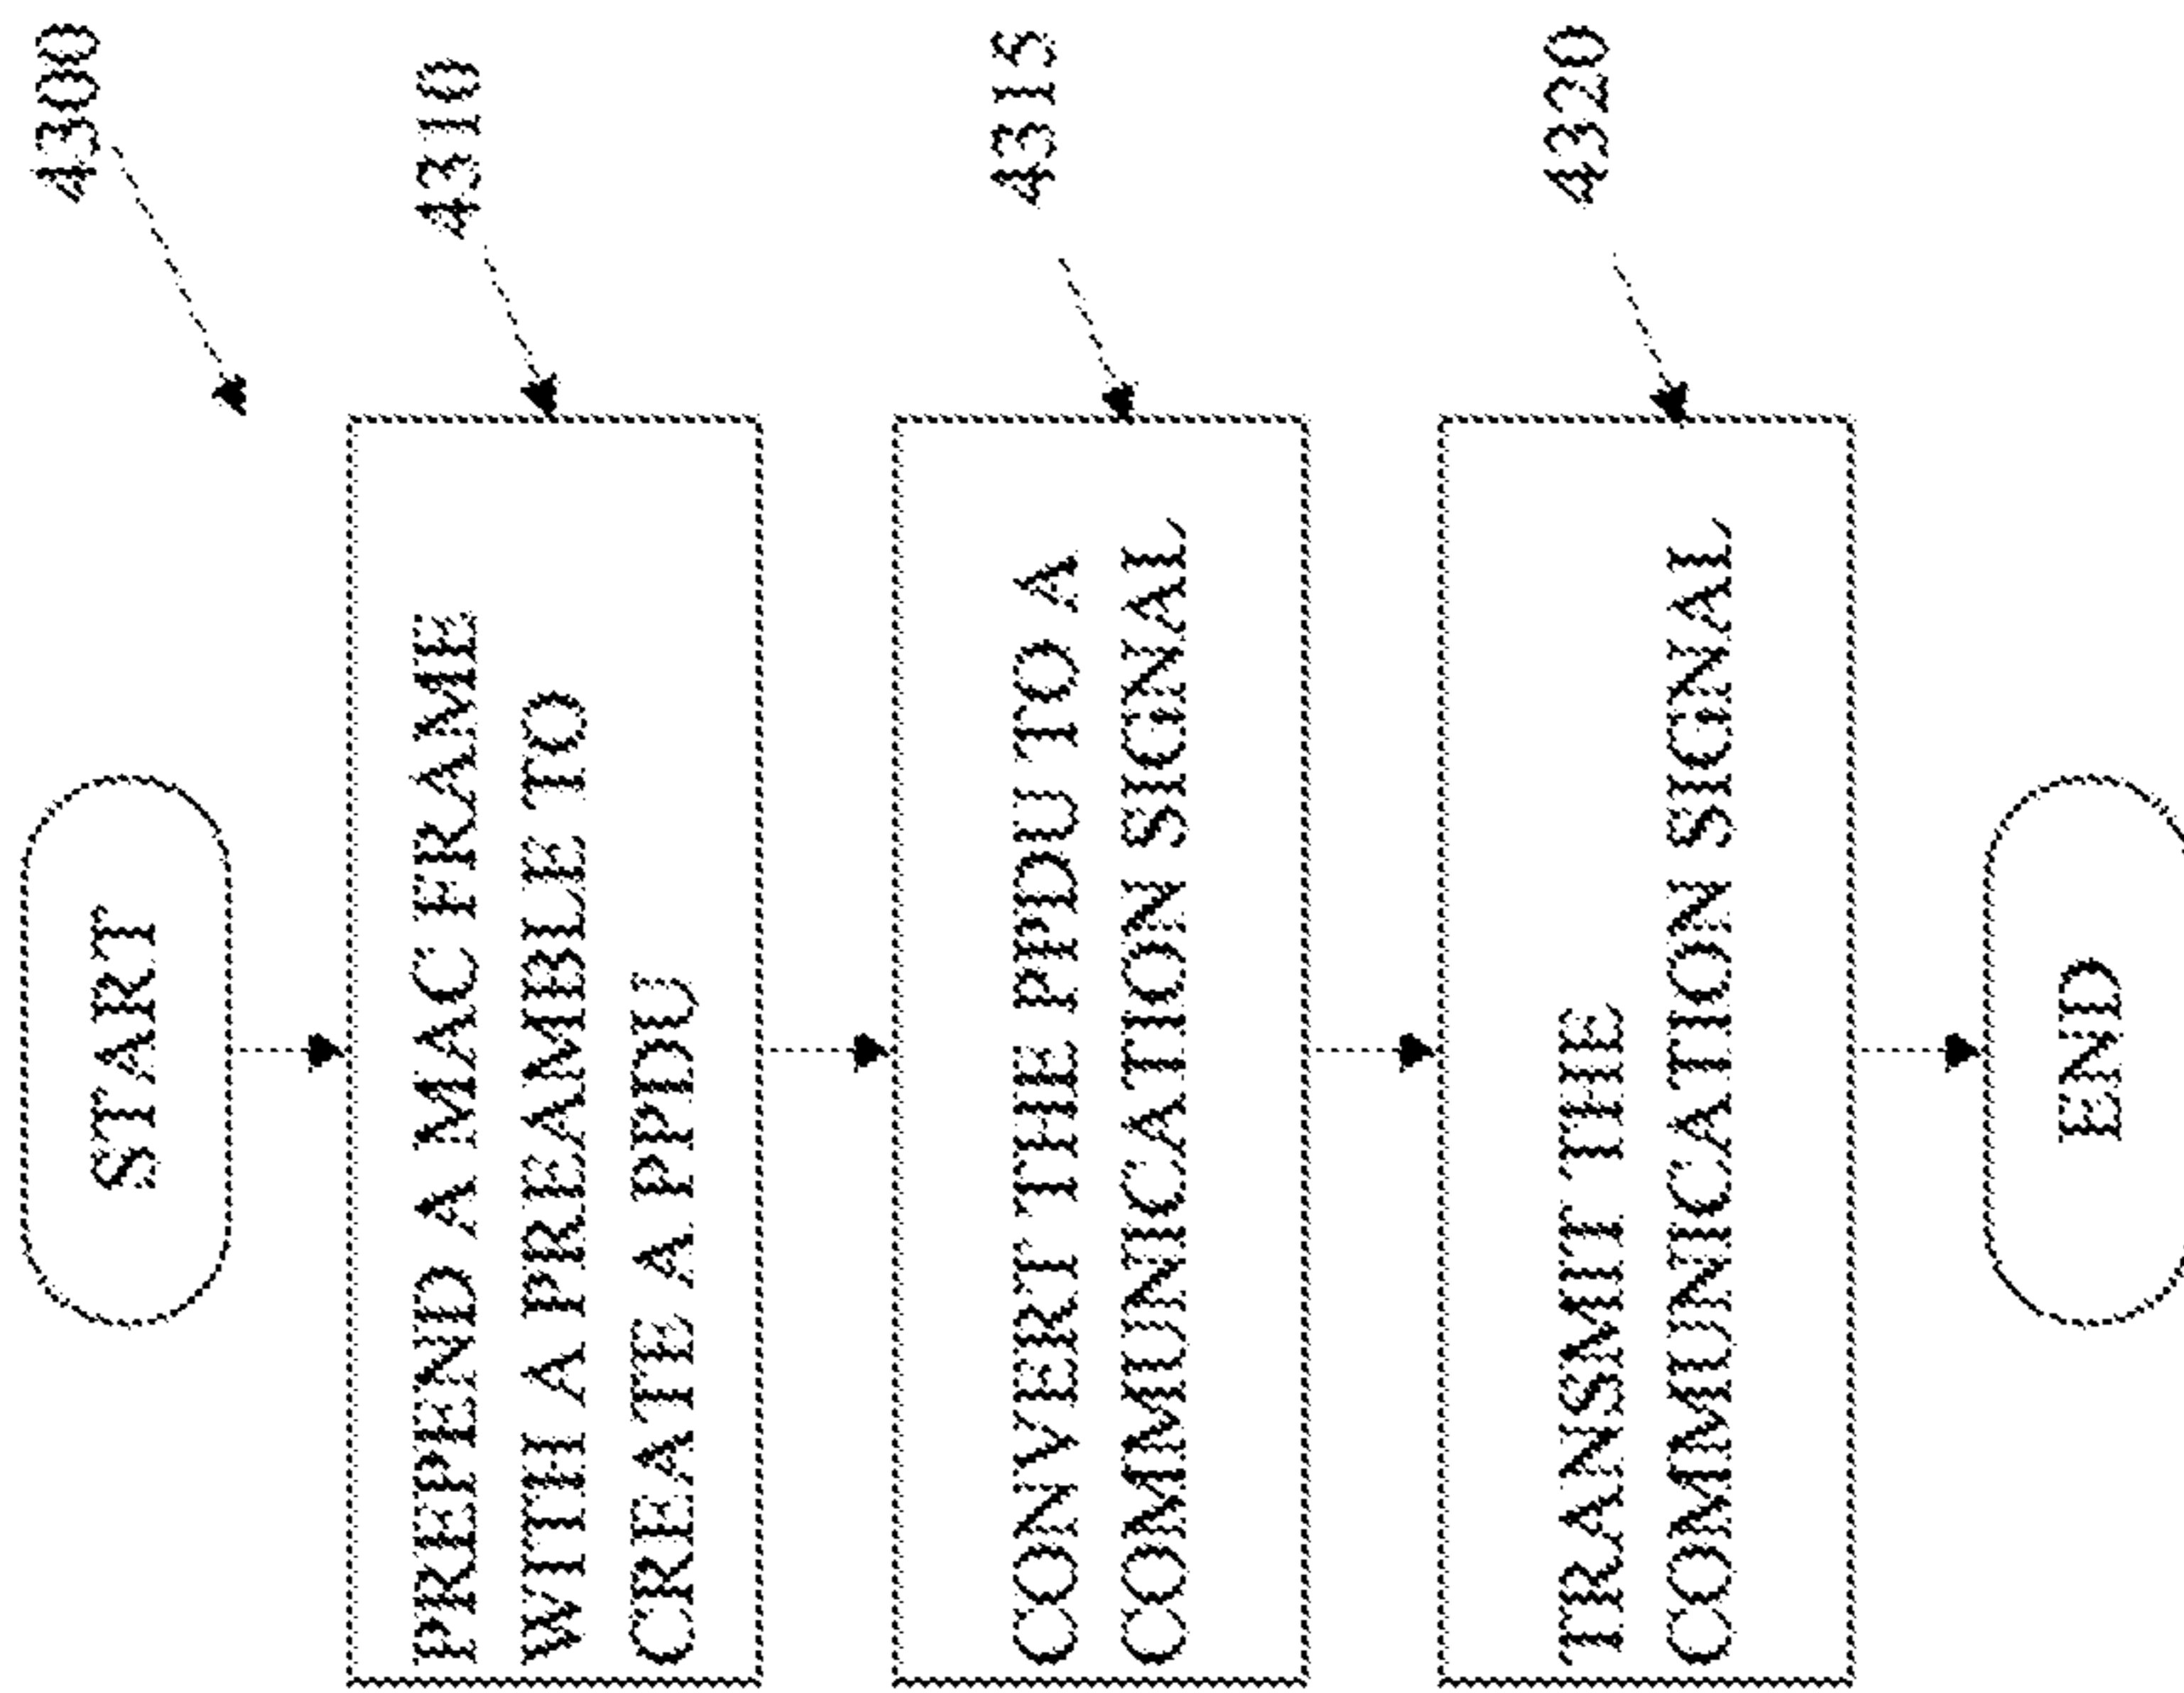 4300
START
4310
PREPEND A MAC FRAME
WITH A PREAMBLE TO
CREATE A PPDU
4315
CONVERT THE PPDU TO A
COMMUNICATION SIGNAL
4320
TRANSMIT THE
COMMUNICATION SIGNAL
END